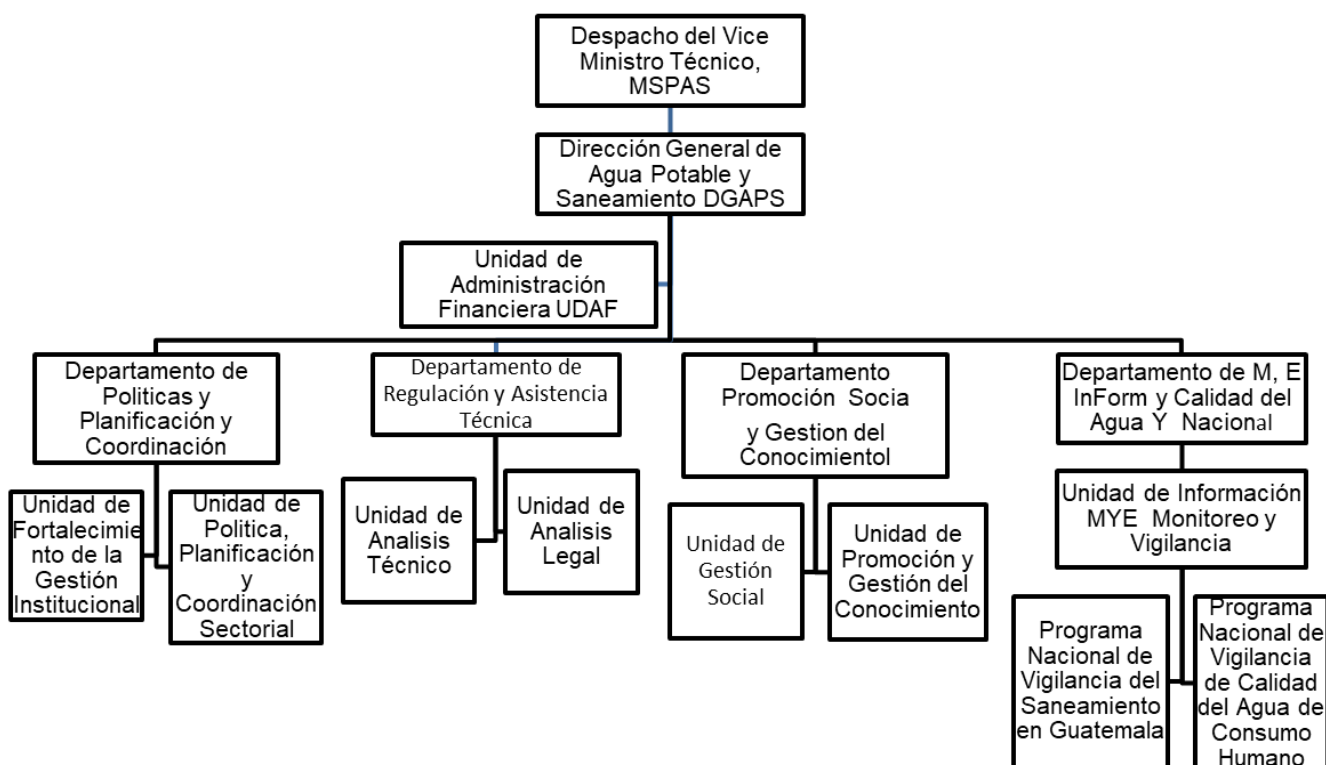 Despacho del Vice
Ministro Técnico,
MSPAS
Dirección General de
Agua Potable y
Saneamiento DGAPS
Unidad de
Administración
Financiera UDAF
Departamento de
Politicas y
Planificación y
Coordinación
Departamento de
Regulación y Asistencia
Técnica
Departamento
Promoción Socia
y Gestion del
Conocimientol
Departamento de M, E
InForm y Calidad del
Agua Y Nacional
Unidad de
Fortalecimie
nto de la
Gestión
Institucional
Unidad de
Politica,
Planificación
y
Coordinación
Sectorial
Unidad de
Analisis
Técnico
Unidad de
Analisis
Legal
Unidad de
Gestión
Social
Unidad de
Promoción y
Gestión del
Conocimiento
Unidad de Información
MYE Monitoreo y
Vigilancia
Programa
Nacional de
Vigilancia del
Saneamiento
en Guatemala
Programa
Nacional de
Vigilancia
de Calidad
del Agua de
Consumo
Humano